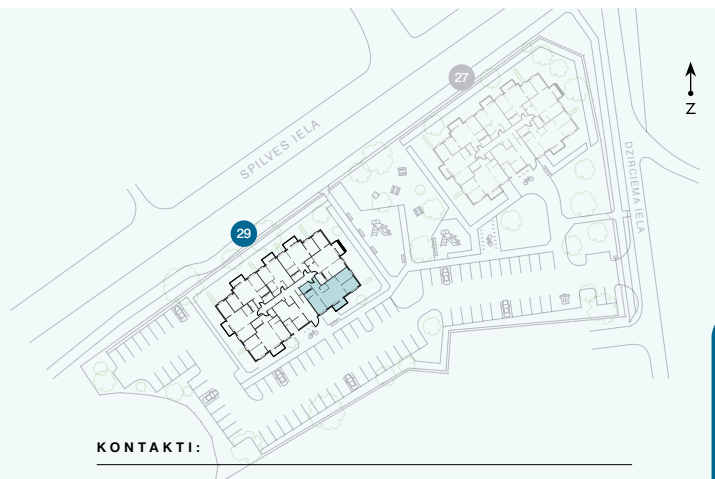 27
Z
SPILVES IELA
DZIRCIEMA IELA
29
KONTAKTI: